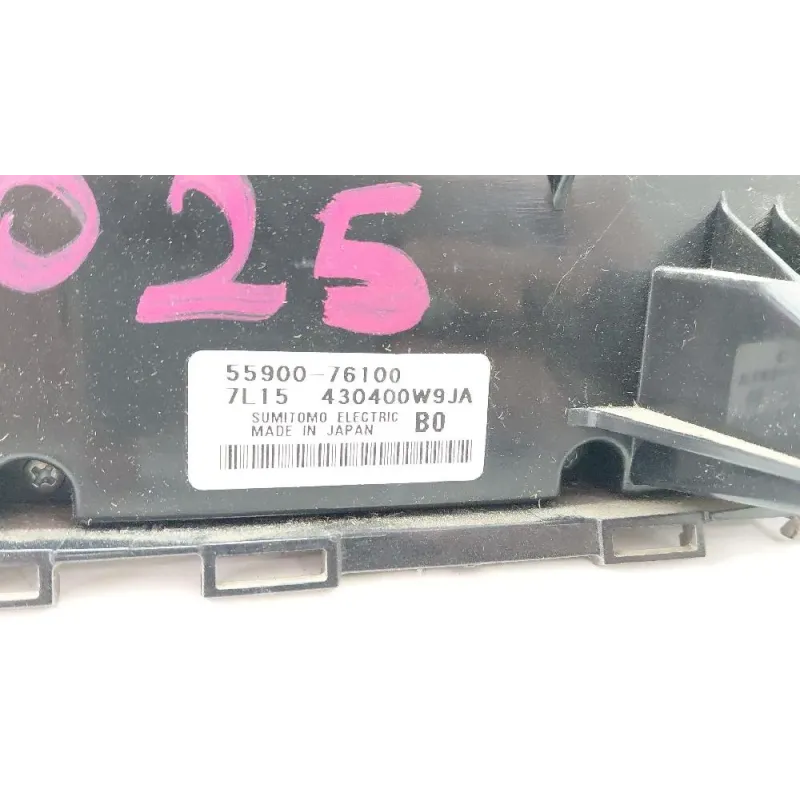 025
55900-76100
7L15 430400W9JA
SUMITOMO ELECTRIC
MADE IN JAPAN B0